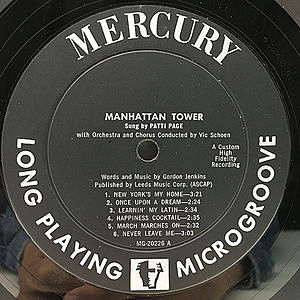 MERCURY
MANHATTAN TOWER
Sung by PATTI PAGE
with Orchestra and Chorus Conducted by Vic Schoen
A Custom
High
Fidelity
Recording
Words and Music by Gordon Jenkins
Published by Leeds Music Corp. (ASCAP)
1. NEW YORK'S MY HOME—3:21
2. ONCE UPON A DREAM—2:24
3. LEARNIN' MY LATIN—2:34
4. HAPPINESS COCKTAIL—2:35
5. MARCH MARCHES ON—2:32
6. NEVER LEAVE ME—3:03
MG-20226 A
LONG PLAYING MICROGROOVE